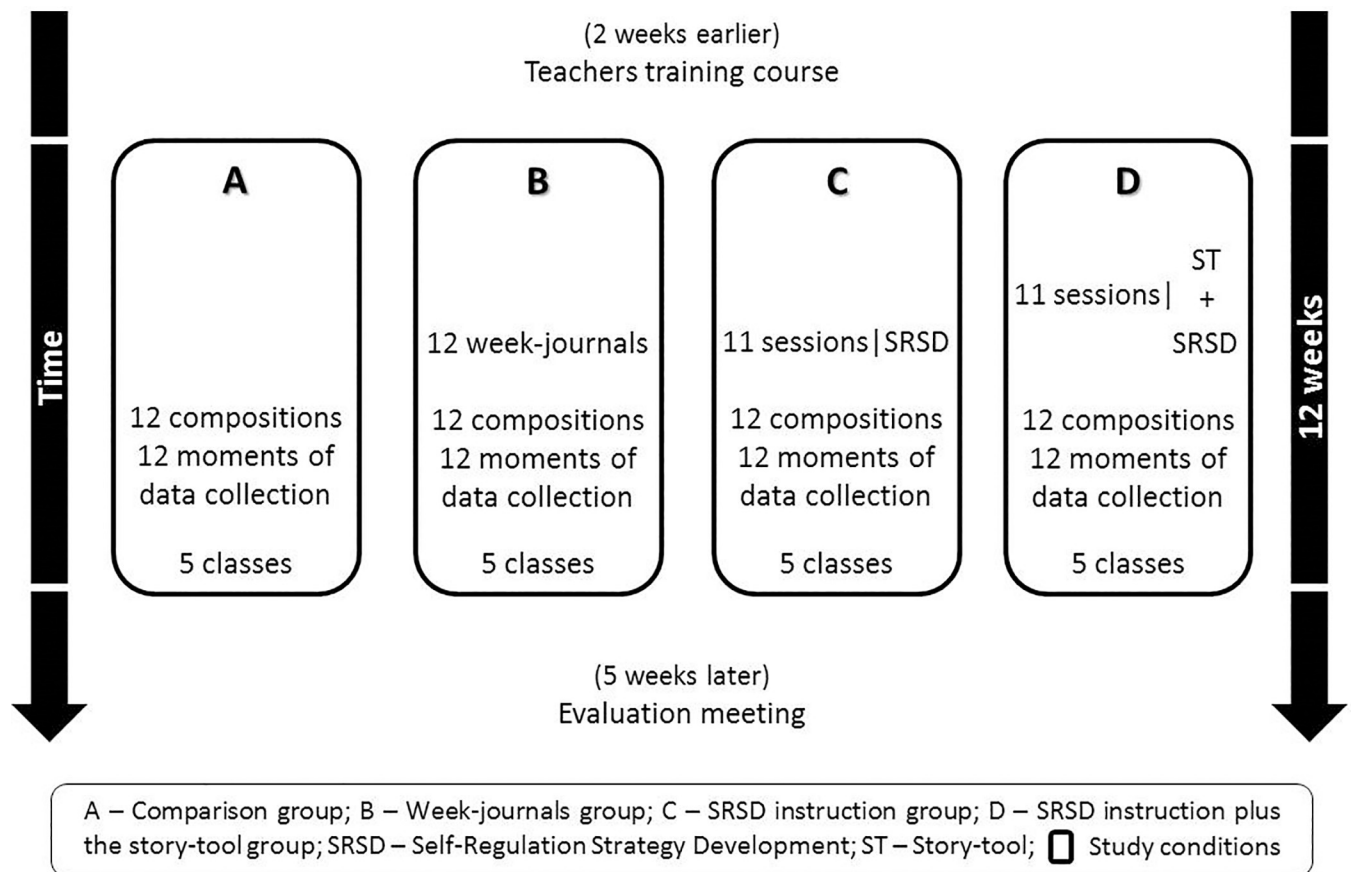 (2 weeks earlier)
Teachers training course
Time
A
12 compositions
12 moments of
data collection
5 classes
B
12 week-journals
12 compositions
12 moments of
data collection
5 classes
C
11 sessions|SRSD
12 compositions
12 moments of
data collection
5 classes
D
ST
11 sessions| +
SRSD
12 compositions
12 moments of
data collection
5 classes
12 weeks
(5 weeks later)
Evaluation meeting
A – Comparison group; B – Week-journals group; C – SRSD instruction group; D – SRSD instruction plus
the story-tool group; SRSD – Self-Regulation Strategy Development; ST – Story-tool; Study conditions